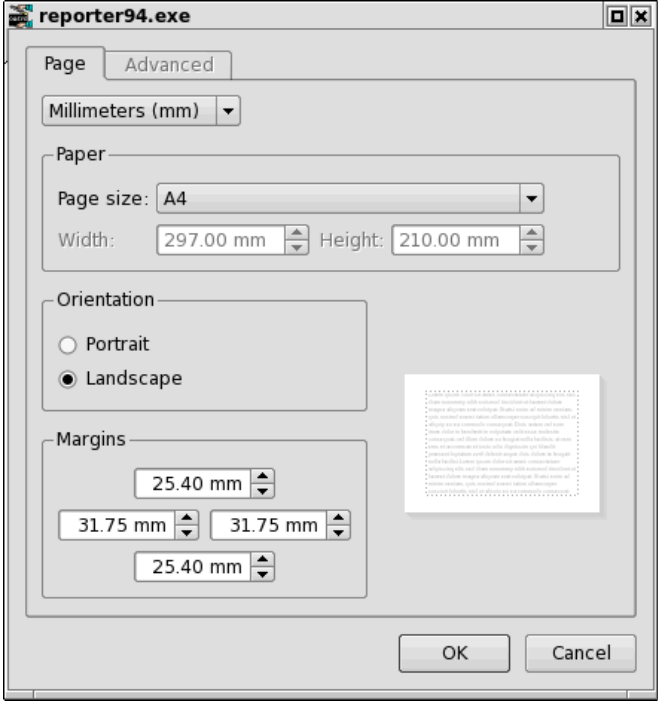 reporter94.exe
Page
Advanced
Millimeters (mm)
Paper
Page size: A4
Width: 297.00 mm Height: 210.00 mm
Orientation
Portrait
Landscape
Margins
25.40 mm
31.75 mm 31.75 mm
25.40 mm
OK Cancel